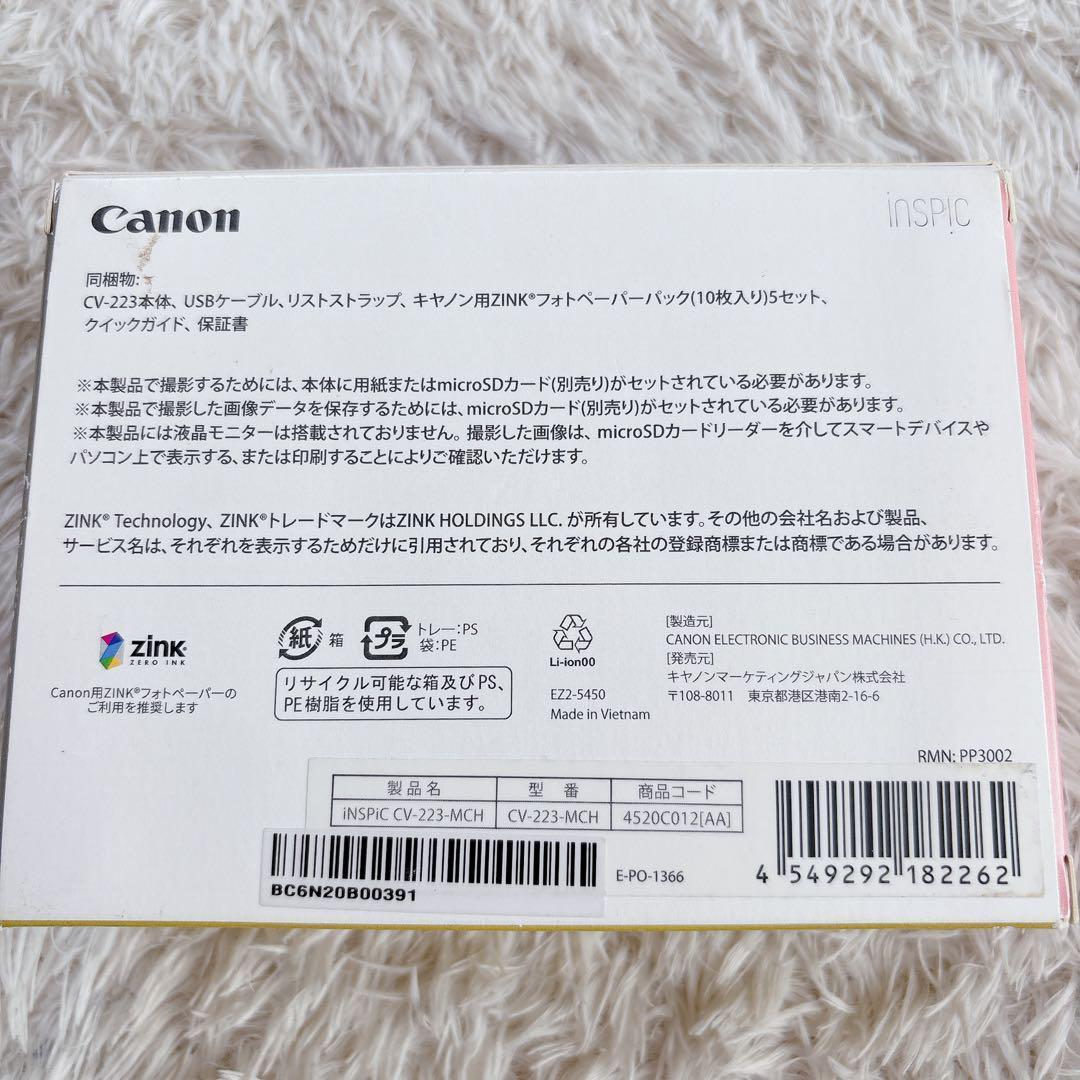 Canon
iNSPiC
同梱物:
CV-223本体、USBケーブル、リストストラップ、キヤノン用ZINK®フォトペーパーパック(10枚入り)5セット、
クイックガイド、保証書
※本製品で撮影するためには、本体に用紙またはmicroSDカード(別売り)がセットされている必要があります。
※本製品で撮影した画像データを保存するためには、microSDカード(別売り)がセットされている必要があります。
※本製品には液晶モニターは搭載されておりません。撮影した画像は、microSDカードリーダーを介してスマートデバイスや
パソコン上で表示する、または印刷することによりご確認いただけます。
ZINK® Technology、ZINK®トレードマークはZINK HOLDINGS LLC. が所有しています。その他の会社名および製品、
サービス名は、それぞれを表示するためだけに引用されており、それぞれの各社の登録商標または商標である場合があります。
zink
ZERO INK
Canon用ZINK®フォトペーパーの
ご利用を推奨します
紙 箱
プラ トレー:PS
袋:PE
リサイクル可能な箱及びPS、
PE樹脂を使用しています。
Li-ion00
EZ2-5450
Made in Vietnam
[製造元]
CANON ELECTRONIC BUSINESS MACHINES (H.K.) CO., LTD.
[発売元]
キヤノンマーケティングジャパン株式会社
〒108-8011 東京都港区港南2-16-6
RMN: PP3002
製品名 型番 商品コード
iNSPiC CV-223-MCH CV-223-MCH 4520C012[AA]
BC6N20B00391
E-PO-1366
4 549292 182262